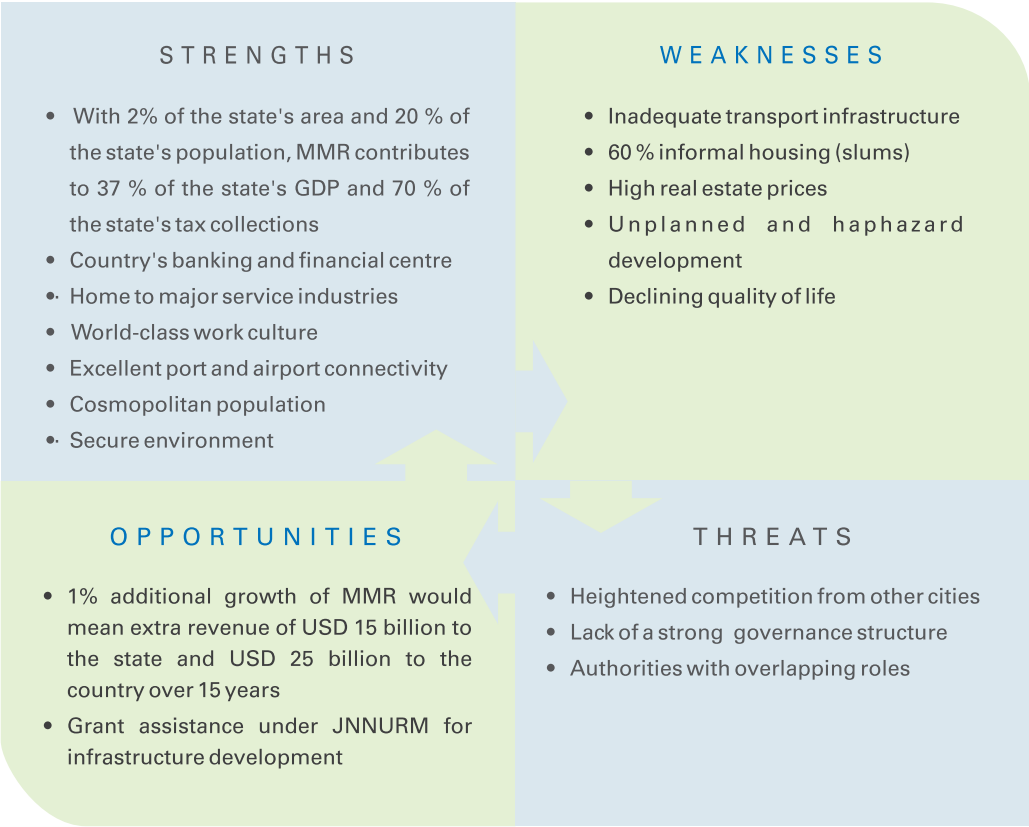 STRENGTHS
• With 2% of the state's area and 20 % of
the state's population, MMR contributes
to 37 % of the state's GDP and 70 % of
the state's tax collections
• Country's banking and financial centre
•· Home to major service industries
• World-class work culture
• Excellent port and airport connectivity
• Cosmopolitan population
•· Secure environment
WEAKNESSES
• Inadequate transport infrastructure
• 60 % informal housing (slums)
• High real estate prices
• Unplanned and haphazard
development
• Declining quality of life
OPPORTUNITIES
• 1% additional growth of MMR would
mean extra revenue of USD 15 billion to
the state and USD 25 billion to the
country over 15 years
• Grant assistance under JNNURM for
infrastructure development
THREATS
• Heightened competition from other cities
• Lack of a strong governance structure
• Authorities with overlapping roles